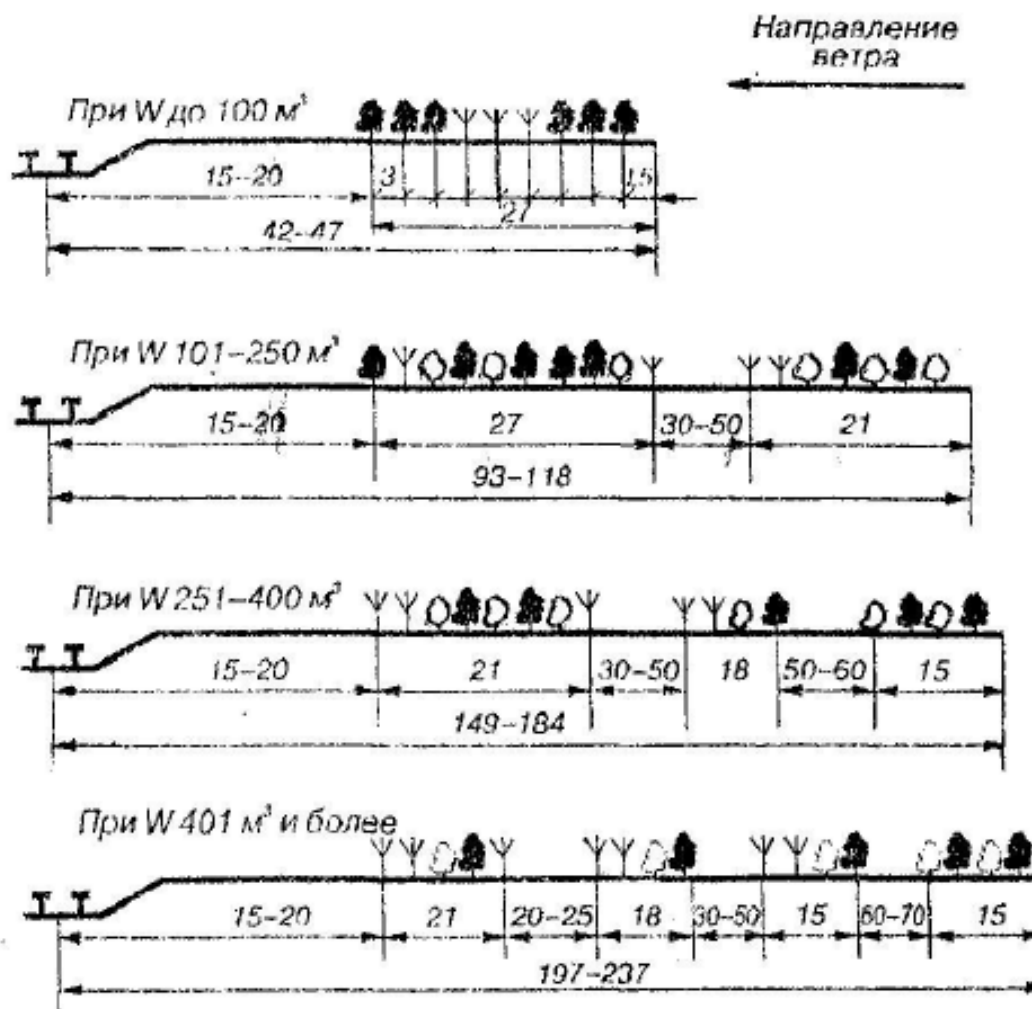 Направление
ветра
При W до 100 м³
15–20 3 1,5
27
42–47
При W 101–250 м³
15–20 27 30–50 21
93–118
При W 251–400 м³
15–20 21 30–50 18 50–60 15
149–184
При W 401 м³ и более
15–20 21 20–25 18 30–50 15 60–70 15
197–237